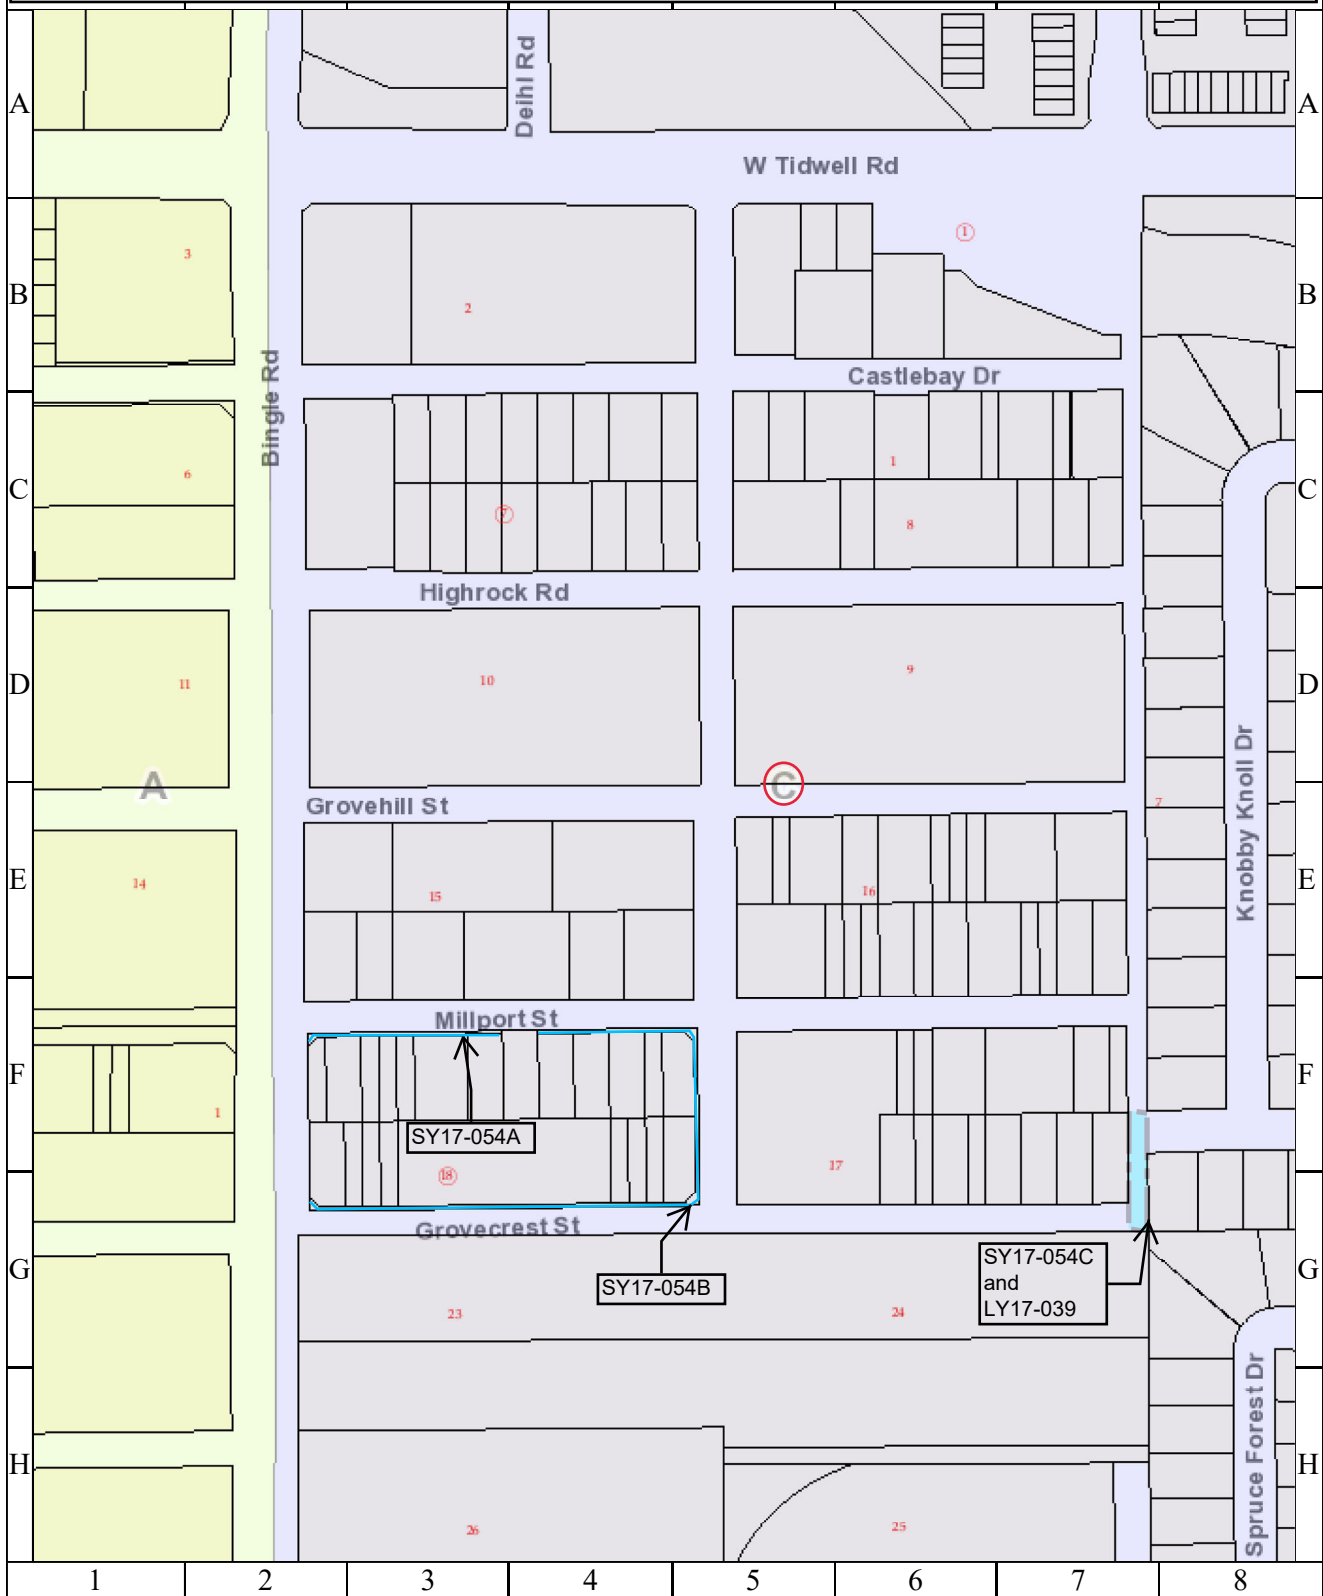 Deihl Rd
A
A
W Tidwell Rd
1
3
B
2
B
Bingle Rd
Castlebay Dr
6
1
C
7
8
C
Highrock Rd
D
11
10
9
D
Knobby Knoll Dr
A
C
Grovehill St
7
E
14
15
16
E
Millport St
F
F
1
SY17-054A
18
17
Grovecrest St
G
SY17-054B
SY17-054C
and
LY17-039
G
23
24
Spruce Forest Dr
H
H
26
25
1
2
3
4
5
6
7
8